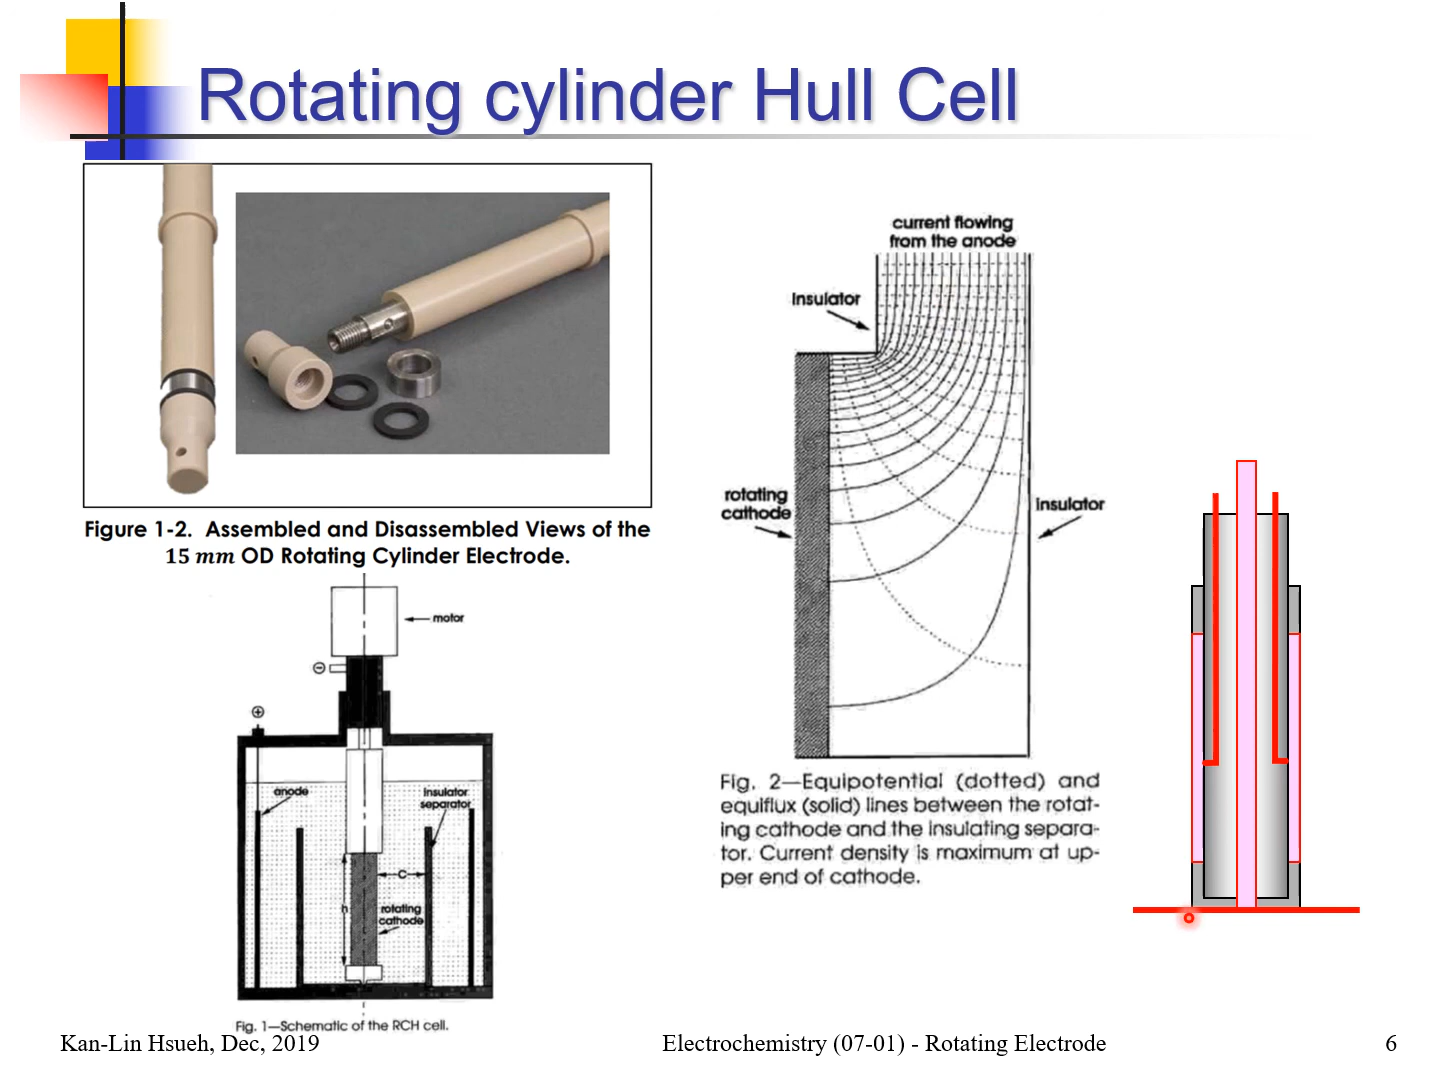 Rotating cylinder Hull Cell
Figure 1-2.  Assembled and Disassembled Views of the
15 mm OD Rotating Cylinder Electrode.
motor
⊖
⊕
anode
insulator
separator
C
h
rotating
cathode
Fig. 1—Schematic of the RCH cell.
current flowing
from the anode
Insulator
rotating
cathode
Insulator
Fig. 2—Equipotential (dotted) and
equiflux (solid) lines between the rotat-
ing cathode and the insulating separa-
tor. Current density is maximum at up-
per end of cathode.
Kan-Lin Hsueh, Dec, 2019
Electrochemistry (07-01) - Rotating Electrode
6